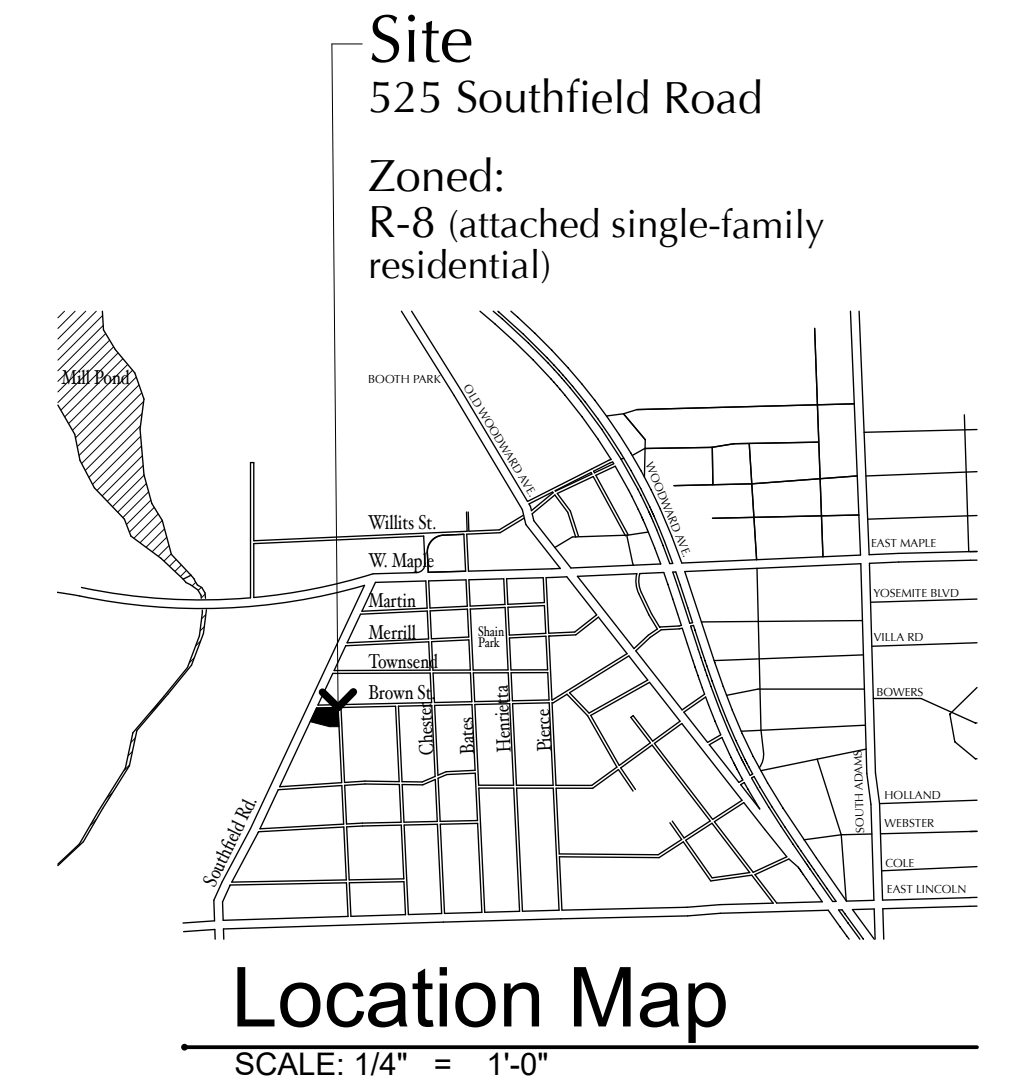 Site
525 Southfield Road
Zoned:
R-8 (attached single-family
residential)
Mill Pond
BOOTH PARK
OLD WOODWARD AVE.
WOODWARD AVE.
Willits St.
W. Maple
EAST MAPLE
Martin
YOSEMITE BLVD
Merrill
Shain
Park
VILLA RD
Townsend
Brown St.
BOWERS
Chester
Bates
Henrietta
Pierce
Southfield Rd.
SOUTH ADAMS
HOLLAND
WEBSTER
COLE
EAST LINCOLN
Location Map
SCALE: 1/4" = 1'-0"